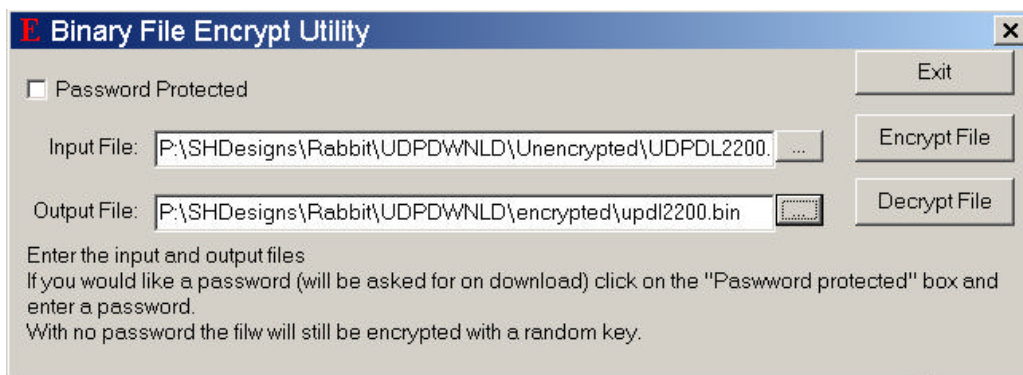 E Binary File Encrypt Utility
Exit
Password Protected
Input File: P:\SHDesigns\Rabbit\UDPDWNLD\Unencrypted\UDPDL2200. ...
Encrypt File
Output File: P:\SHDesigns\Rabbit\UDPDWNLD\encrypted\updl2200.bin ...
Decrypt File
Enter the input and output files
If you would like a password (will be asked for on download) click on the "Paswword protected" box and
enter a password.
With no password the filw will still be encrypted with a random key.